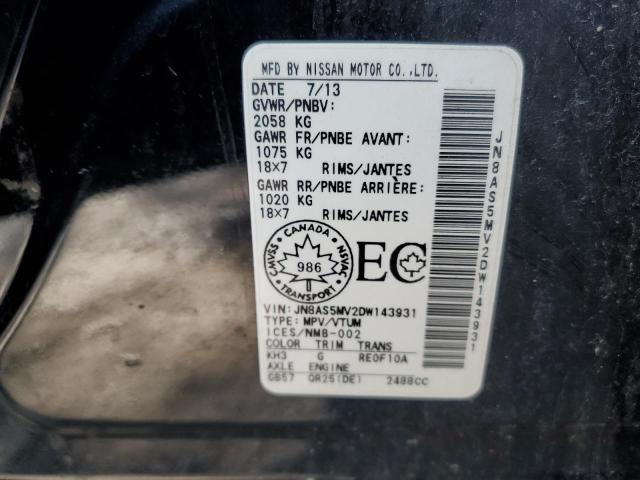 MFD BY NISSAN MOTOR CO.,LTD.
DATE 7/13
GVWR/PNBV:
2058 KG
GAWR FR/PNBE AVANT:
1075 KG
18×7 RIMS/JANTES
GAWR RR/PNBE ARRIÈRE:
1020 KG
18×7 RIMS/JANTES
CANADA
CMVSS NSVAC
986
TRANSPORT
EC
VIN: JN8AS5MV2DW143931
TYPE: MPV/VTUM
ICES/NMB-002
COLOR TRIM TRANS
KH3 G RE0F10A
AXLE ENGINE
GB57 QR25(DE) 2488CC
JN8AS5MV2DW143931